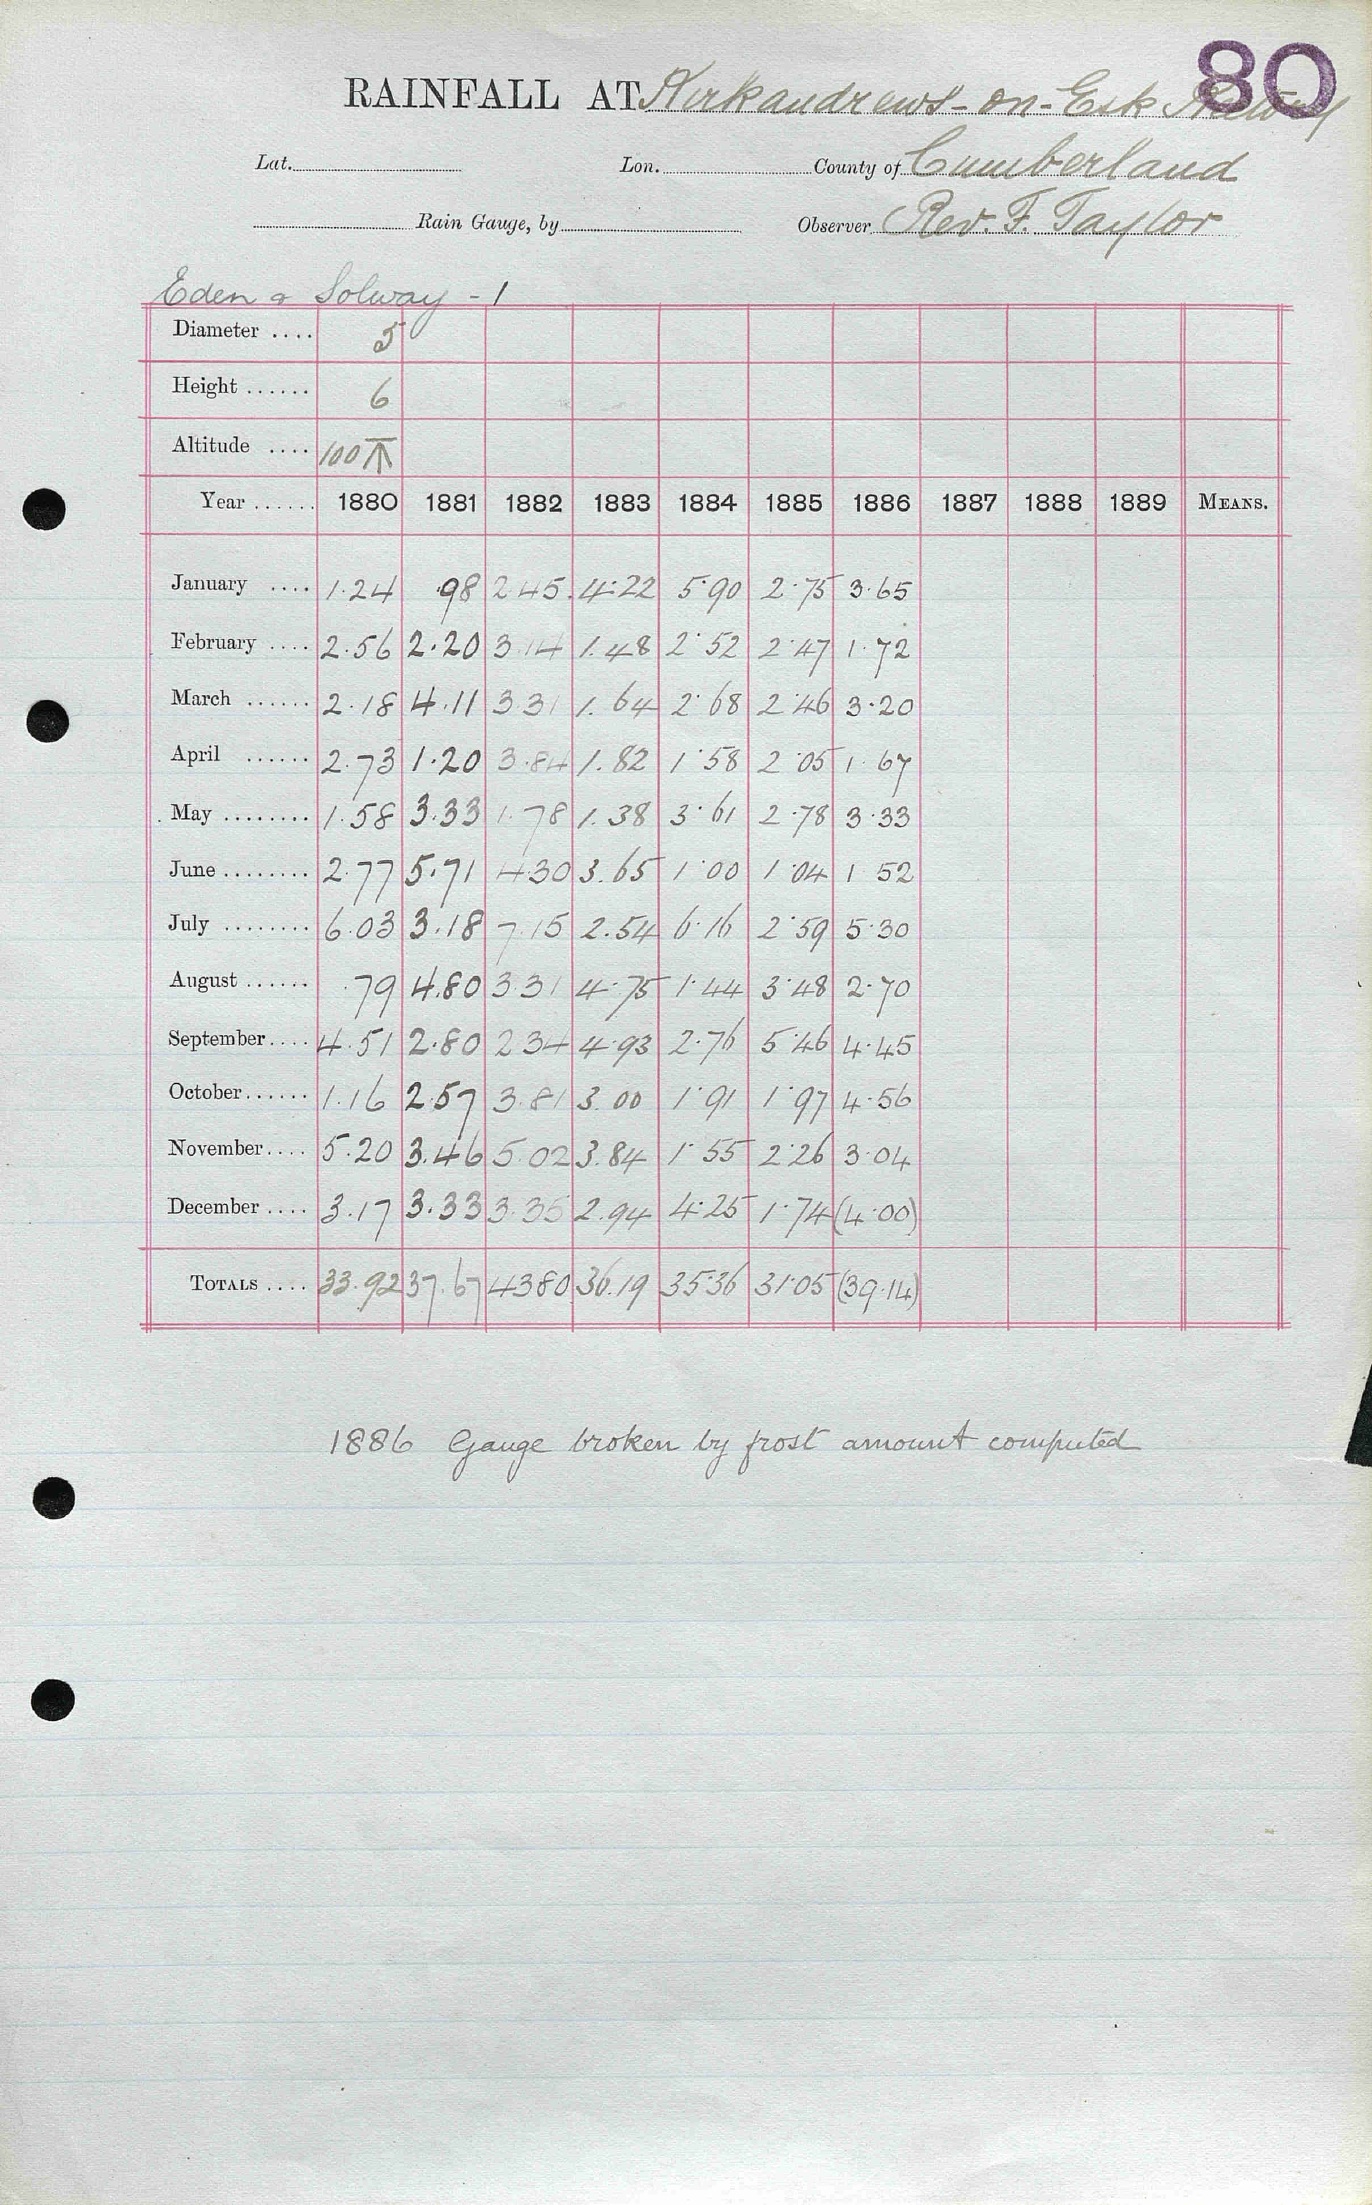 80
RAINFALL AT Kirkandrews-on-Esk
Lat. Lon. County of Cumberland
Rain Gauge, by Observer Rev. F. Taylor
Eden & Solway - 1
Diameter .... 5
Height ...... 6
Altitude .... 100
Year ...... 1880 1881 1882 1883 1884 1885 1886 1887 1888 1889 MEANS.
January .... 1.24 .98 2.45 4.22 5.90 2.75 3.65
February .... 2.56 2.20 3.14 1.48 2.52 2.47 1.72
March ...... 2.18 4.11 3.31 1.64 2.68 2.46 3.20
April ...... 2.73 1.20 3.84 1.82 1.58 2.05 1.67
May ........ 1.58 3.33 1.78 1.38 3.61 2.78 3.33
June ........ 2.77 5.71 4.30 3.65 1.00 1.04 1 52
July ........ 6.03 3.18 7.15 2.54 6.16 2.59 5.30
August ...... .79 4.80 3.31 4.75 1.44 3.48 2.70
September .... 4.51 2.80 2.34 4.93 2.76 5.46 4.45
October ...... 1.16 2.57 3.81 3.00 1.91 1.97 4.56
November .... 5.20 3.46 5.02 3.84 1.55 2.26 3.04
December .... 3.17 3.33 3.35 2.94 4.25 1.74 (4.00)
TOTALS .... 33.92 37.67 4380 36.19 35.36 31.05 (39.14)
1886 Gauge broken by frost amount computed